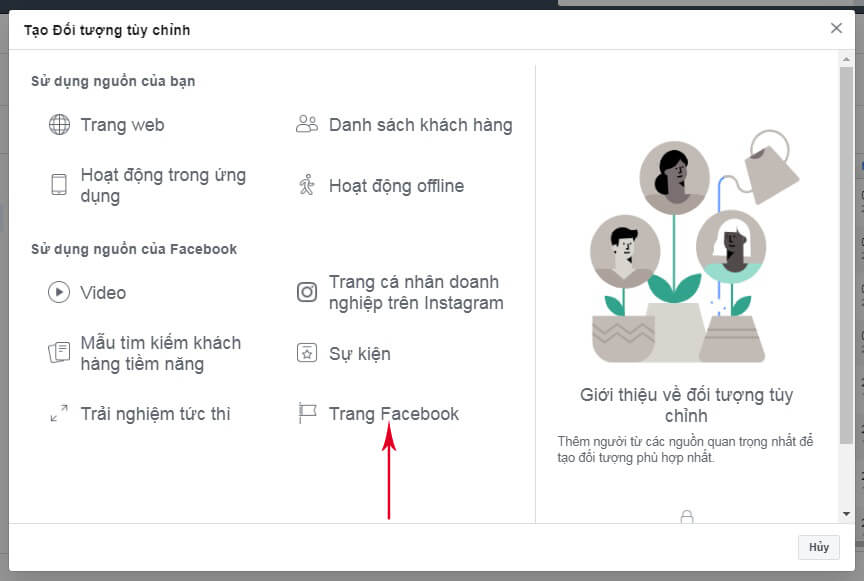 Tạo Đối tượng tùy chỉnh
Sử dụng nguồn của bạn
Trang web
Danh sách khách hàng
Hoạt động trong ứng
dụng
Hoạt động offline
Sử dụng nguồn của Facebook
Video
Trang cá nhân doanh
nghiệp trên Instagram
Mẫu tìm kiếm khách
hàng tiềm năng
Sự kiện
Trải nghiệm tức thì
Trang Facebook
Giới thiệu về đối tượng tùy
chỉnh
Thêm người từ các nguồn quan trọng nhất để
tạo đối tượng phù hợp nhất.
Hủy